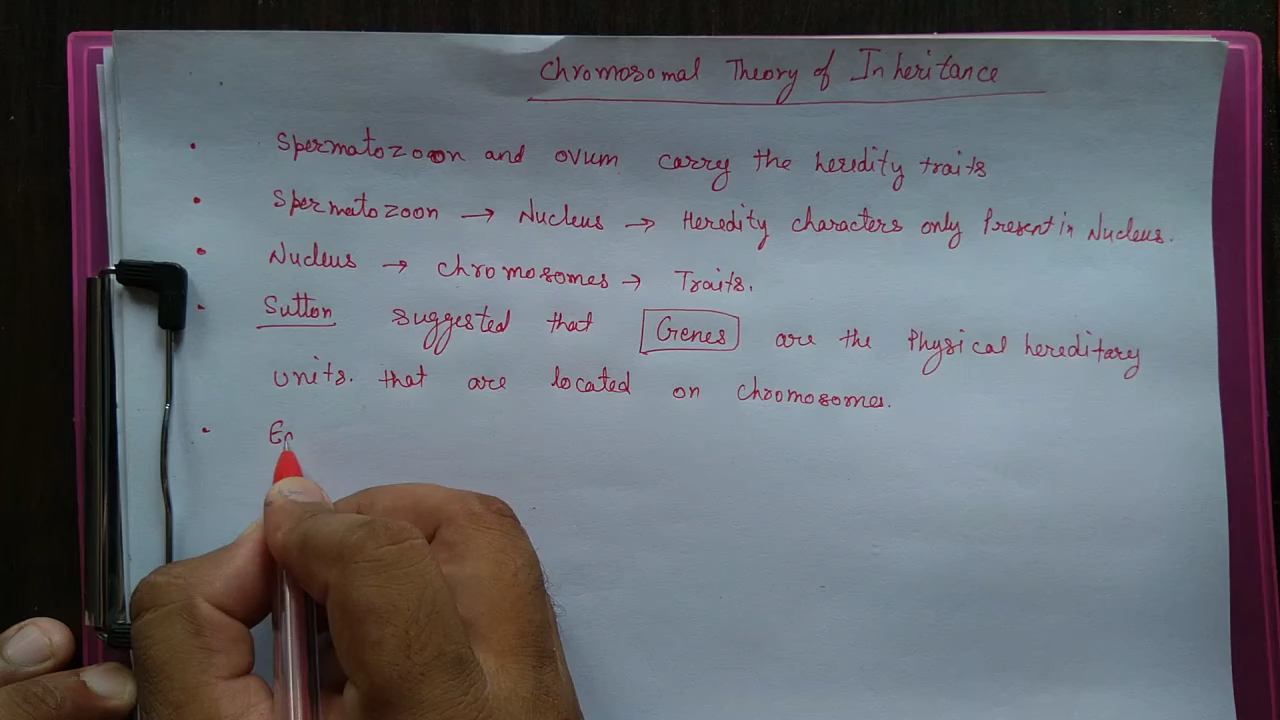 Chromosomal Theory of Inheritance
• Spermatozoon and ovum carry the heredity traits
• Spermatozoon → Nucleus → Heredity characters only Present in Nucleus.
• Nucleus → chromosomes → Traits.
• Sutton suggested that Genes are the Physical hereditary
units. that are located on chromosomes.
• En